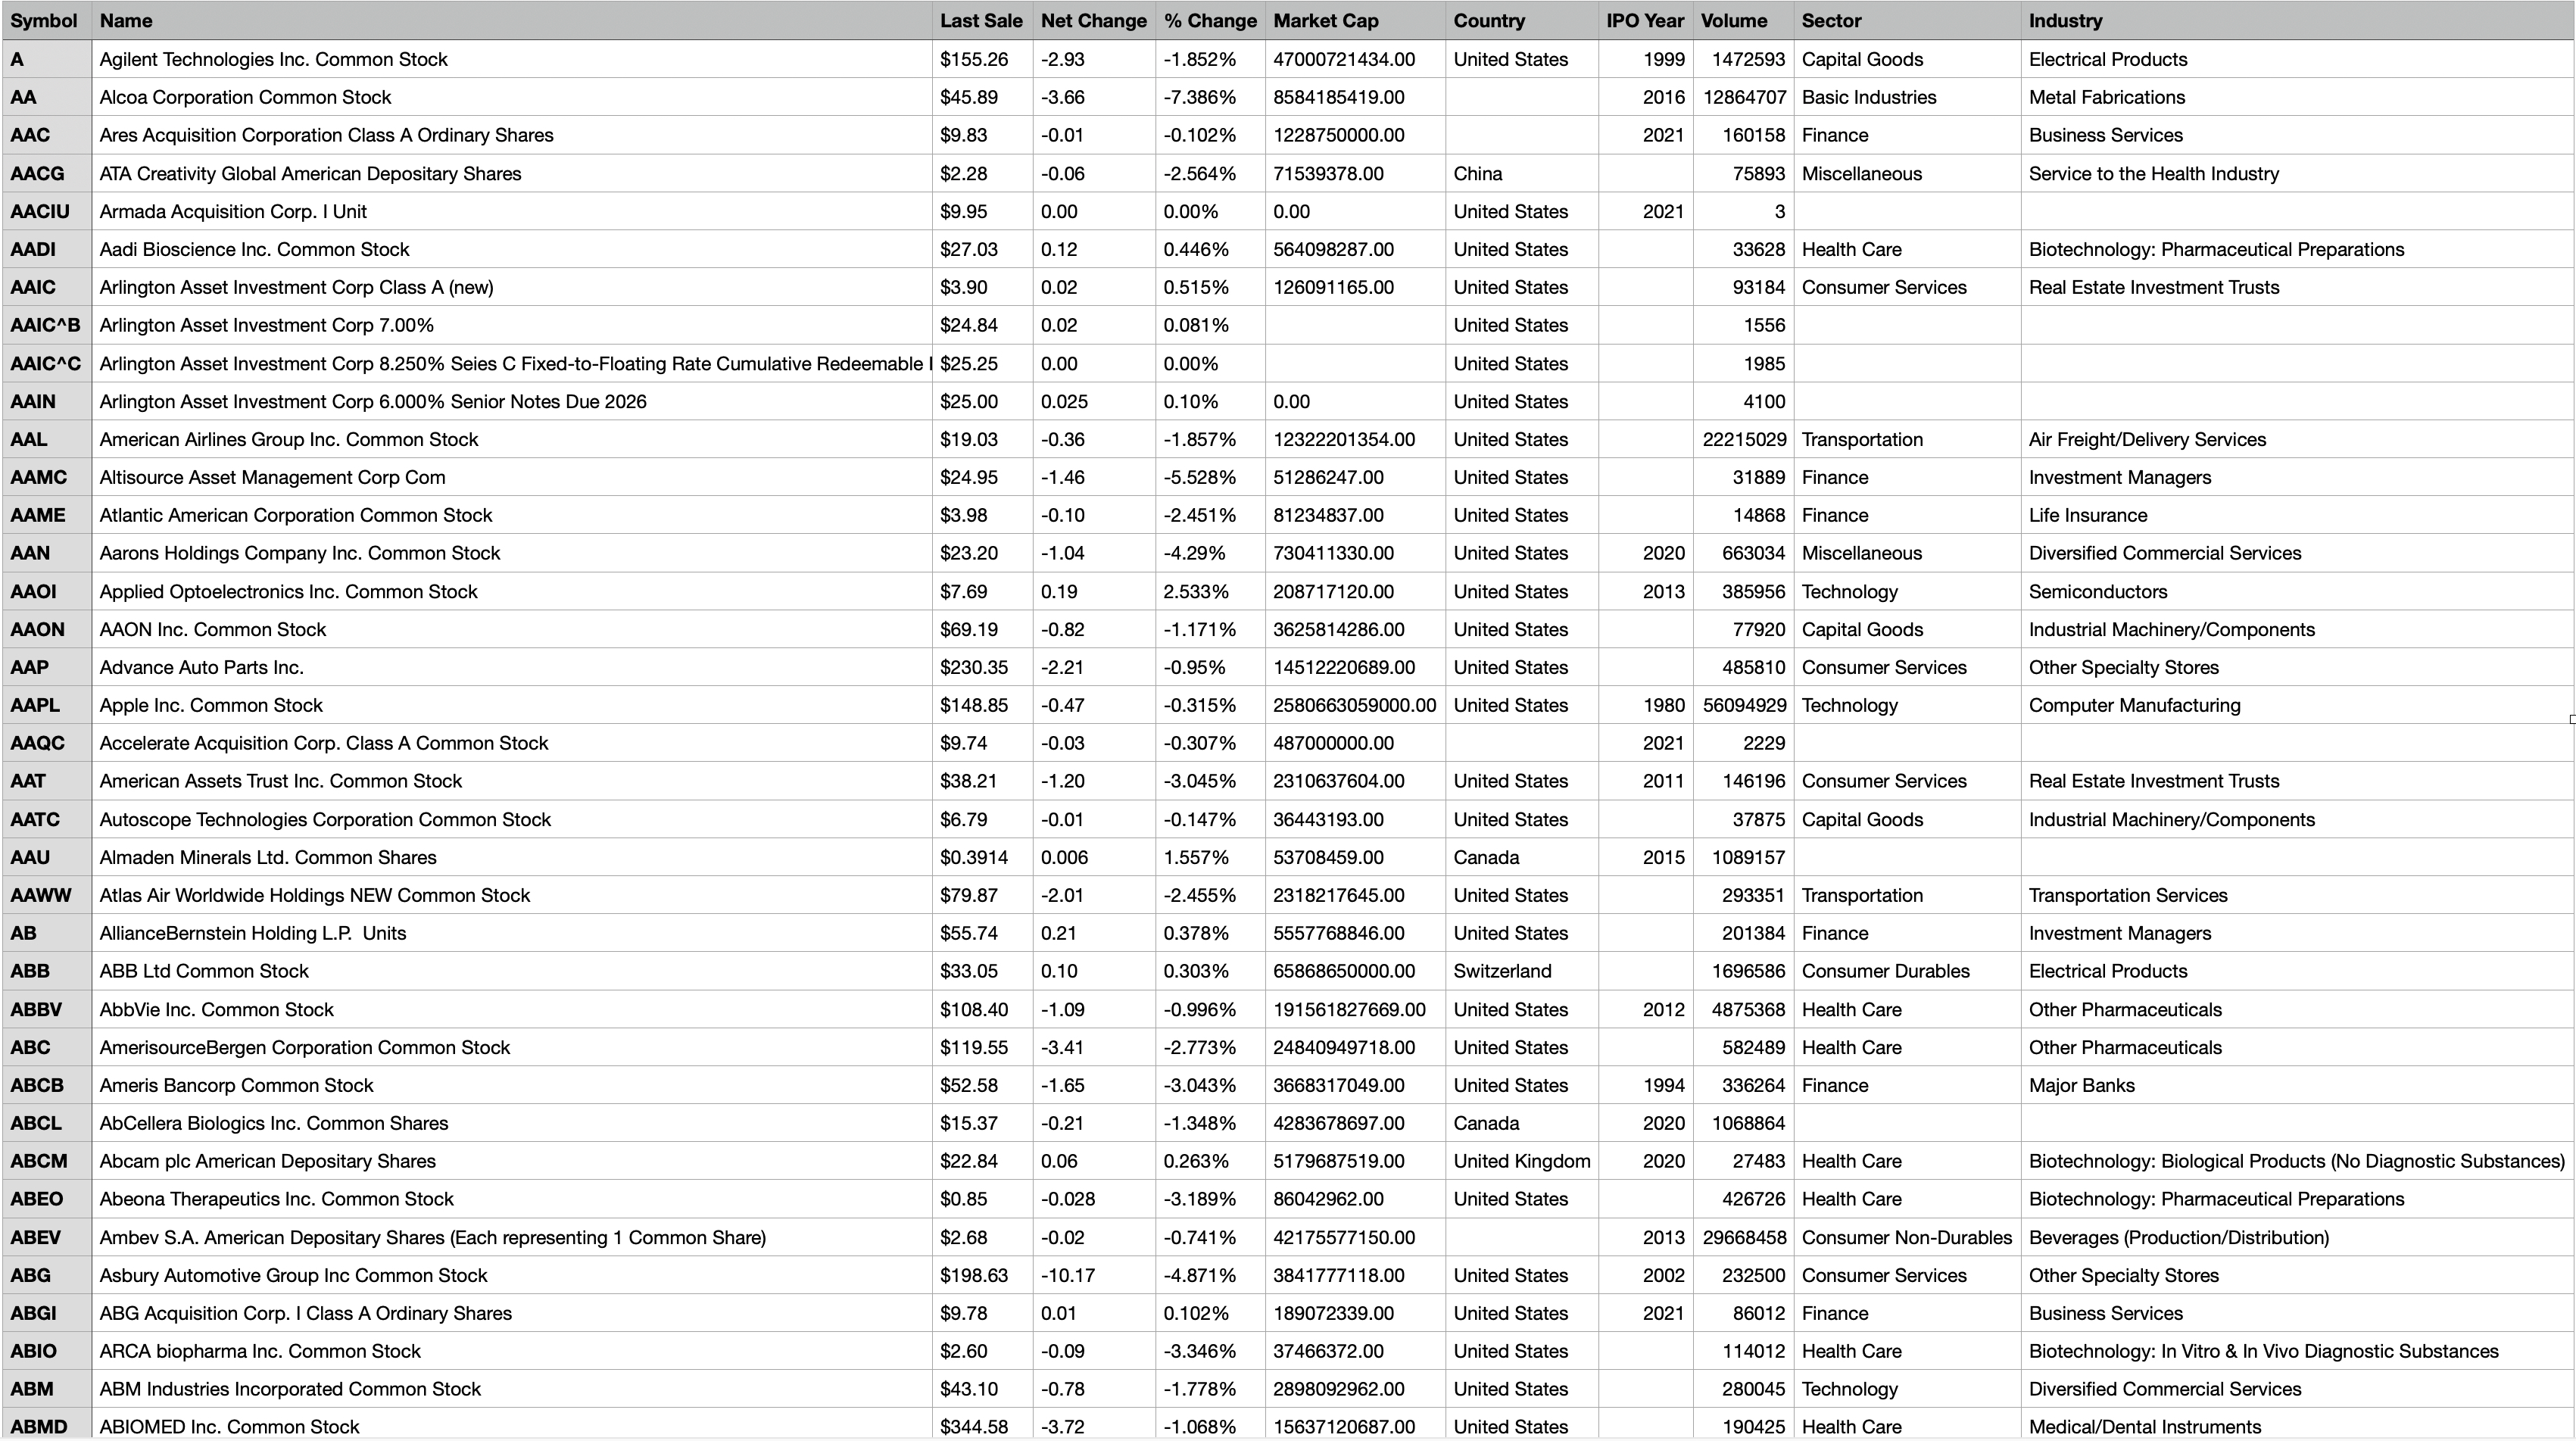 Symbol Name Last Sale Net Change % Change Market Cap Country IPO Year Volume Sector Industry
A Agilent Technologies Inc. Common Stock $155.26 -2.93 -1.852% 47000721434.00 United States 1999 1472593 Capital Goods Electrical Products
AA Alcoa Corporation Common Stock $45.89 -3.66 -7.386% 8584185419.00 2016 12864707 Basic Industries Metal Fabrications
AAC Ares Acquisition Corporation Class A Ordinary Shares $9.83 -0.01 -0.102% 1228750000.00 2021 160158 Finance Business Services
AACG ATA Creativity Global American Depositary Shares $2.28 -0.06 -2.564% 71539378.00 China 75893 Miscellaneous Service to the Health Industry
AACIU Armada Acquisition Corp. I Unit $9.95 0.00 0.00% 0.00 United States 2021 3
AADI Aadi Bioscience Inc. Common Stock $27.03 0.12 0.446% 564098287.00 United States 33628 Health Care Biotechnology: Pharmaceutical Preparations
AAIC Arlington Asset Investment Corp Class A (new) $3.90 0.02 0.515% 126091165.00 United States 93184 Consumer Services Real Estate Investment Trusts
AAIC^B Arlington Asset Investment Corp 7.00% $24.84 0.02 0.081% United States 1556
AAIC^C Arlington Asset Investment Corp 8.250% Seies C Fixed-to-Floating Rate Cumulative Redeemable $25.25 0.00 0.00% United States 1985
AAIN Arlington Asset Investment Corp 6.000% Senior Notes Due 2026 $25.00 0.025 0.10% 0.00 United States 4100
AAL American Airlines Group Inc. Common Stock $19.03 -0.36 -1.857% 12322201354.00 United States 22215029 Transportation Air Freight/Delivery Services
AAMC Altisource Asset Management Corp Com $24.95 -1.46 -5.528% 51286247.00 United States 31889 Finance Investment Managers
AAME Atlantic American Corporation Common Stock $3.98 -0.10 -2.451% 81234837.00 United States 14868 Finance Life Insurance
AAN Aarons Holdings Company Inc. Common Stock $23.20 -1.04 -4.29% 730411330.00 United States 2020 663034 Miscellaneous Diversified Commercial Services
AAOI Applied Optoelectronics Inc. Common Stock $7.69 0.19 2.533% 208717120.00 United States 2013 385956 Technology Semiconductors
AAON AAON Inc. Common Stock $69.19 -0.82 -1.171% 3625814286.00 United States 77920 Capital Goods Industrial Machinery/Components
AAP Advance Auto Parts Inc. $230.35 -2.21 -0.95% 14512220689.00 United States 485810 Consumer Services Other Specialty Stores
AAPL Apple Inc. Common Stock $148.85 -0.47 -0.315% 2580663059000.00 United States 1980 56094929 Technology Computer Manufacturing
AAQC Accelerate Acquisition Corp. Class A Common Stock $9.74 -0.03 -0.307% 487000000.00 2021 2229
AAT American Assets Trust Inc. Common Stock $38.21 -1.20 -3.045% 2310637604.00 United States 2011 146196 Consumer Services Real Estate Investment Trusts
AATC Autoscope Technologies Corporation Common Stock $6.79 -0.01 -0.147% 36443193.00 United States 37875 Capital Goods Industrial Machinery/Components
AAU Almaden Minerals Ltd. Common Shares $0.3914 0.006 1.557% 53708459.00 Canada 2015 1089157
AAWW Atlas Air Worldwide Holdings NEW Common Stock $79.87 -2.01 -2.455% 2318217645.00 United States 293351 Transportation Transportation Services
AB AllianceBernstein Holding L.P. Units $55.74 0.21 0.378% 5557768846.00 United States 201384 Finance Investment Managers
ABB ABB Ltd Common Stock $33.05 0.10 0.303% 65868650000.00 Switzerland 1696586 Consumer Durables Electrical Products
ABBV AbbVie Inc. Common Stock $108.40 -1.09 -0.996% 191561827669.00 United States 2012 4875368 Health Care Other Pharmaceuticals
ABC AmerisourceBergen Corporation Common Stock $119.55 -3.41 -2.773% 24840949718.00 United States 582489 Health Care Other Pharmaceuticals
ABCB Ameris Bancorp Common Stock $52.58 -1.65 -3.043% 3668317049.00 United States 1994 336264 Finance Major Banks
ABCL AbCellera Biologics Inc. Common Shares $15.37 -0.21 -1.348% 4283678697.00 Canada 2020 1068864
ABCM Abcam plc American Depositary Shares $22.84 0.06 0.263% 5179687519.00 United Kingdom 2020 27483 Health Care Biotechnology: Biological Products (No Diagnostic Substances)
ABEO Abeona Therapeutics Inc. Common Stock $0.85 -0.028 -3.189% 86042962.00 United States 426726 Health Care Biotechnology: Pharmaceutical Preparations
ABEV Ambev S.A. American Depositary Shares (Each representing 1 Common Share) $2.68 -0.02 -0.741% 42175577150.00 2013 29668458 Consumer Non-Durables Beverages (Production/Distribution)
ABG Asbury Automotive Group Inc Common Stock $198.63 -10.17 -4.871% 3841777118.00 United States 2002 232500 Consumer Services Other Specialty Stores
ABGI ABG Acquisition Corp. I Class A Ordinary Shares $9.78 0.01 0.102% 189072339.00 United States 2021 86012 Finance Business Services
ABIO ARCA biopharma Inc. Common Stock $2.60 -0.09 -3.346% 37466372.00 United States 114012 Health Care Biotechnology: In Vitro & In Vivo Diagnostic Substances
ABM ABM Industries Incorporated Common Stock $43.10 -0.78 -1.778% 2898092962.00 United States 280045 Technology Diversified Commercial Services
ABMD ABIOMED Inc. Common Stock $344.58 -3.72 -1.068% 15637120687.00 United States 190425 Health Care Medical/Dental Instruments